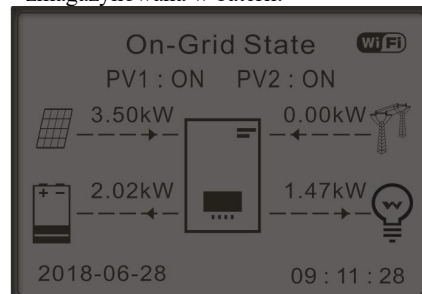 On-Grid State WiFi
PV1 : ON PV2 : ON
3.50kW 0.00kW
+ -
2.02kW 1.47kW
2018-06-28 09 : 11 : 28